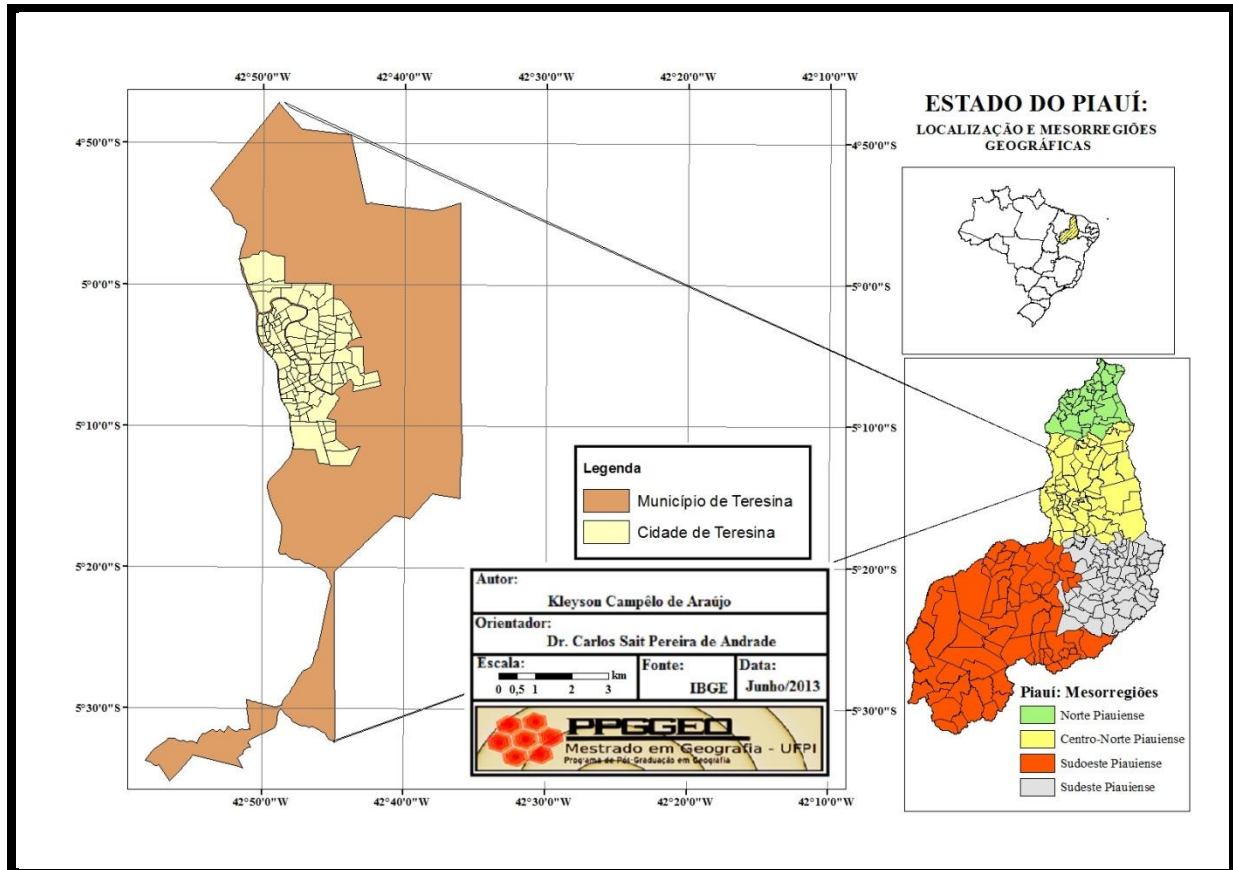 42°50'0"W 42°40'0"W 42°30'0"W 42°20'0"W 42°10'0"W
4°50'0"S 4°50'0"S
5°0'0"S 5°0'0"S
5°10'0"S 5°10'0"S
5°20'0"S 5°20'0"S
5°30'0"S 5°30'0"S
42°50'0"W 42°40'0"W 42°30'0"W 42°20'0"W 42°10'0"W
Legenda
Município de Teresina
Cidade de Teresina
Autor:
Kleyson Campêlo de Araújo
Orientador:
Dr. Carlos Sait Pereira de Andrade
Escala:
km
0 0,5 1 2 3
Fonte:
IBGE
Data:
Junho/2013
PPGGEO
Mestrado em Geografia - UFPI
Programa de Pós-Graduação em Geografia
ESTADO DO PIAUÍ:
LOCALIZAÇÃO E MESORREGIÕES
GEOGRÁFICAS
Piauí: Mesorregiões
Norte Piauiense
Centro-Norte Piauiense
Sudoeste Piauiense
Sudeste Piauiense